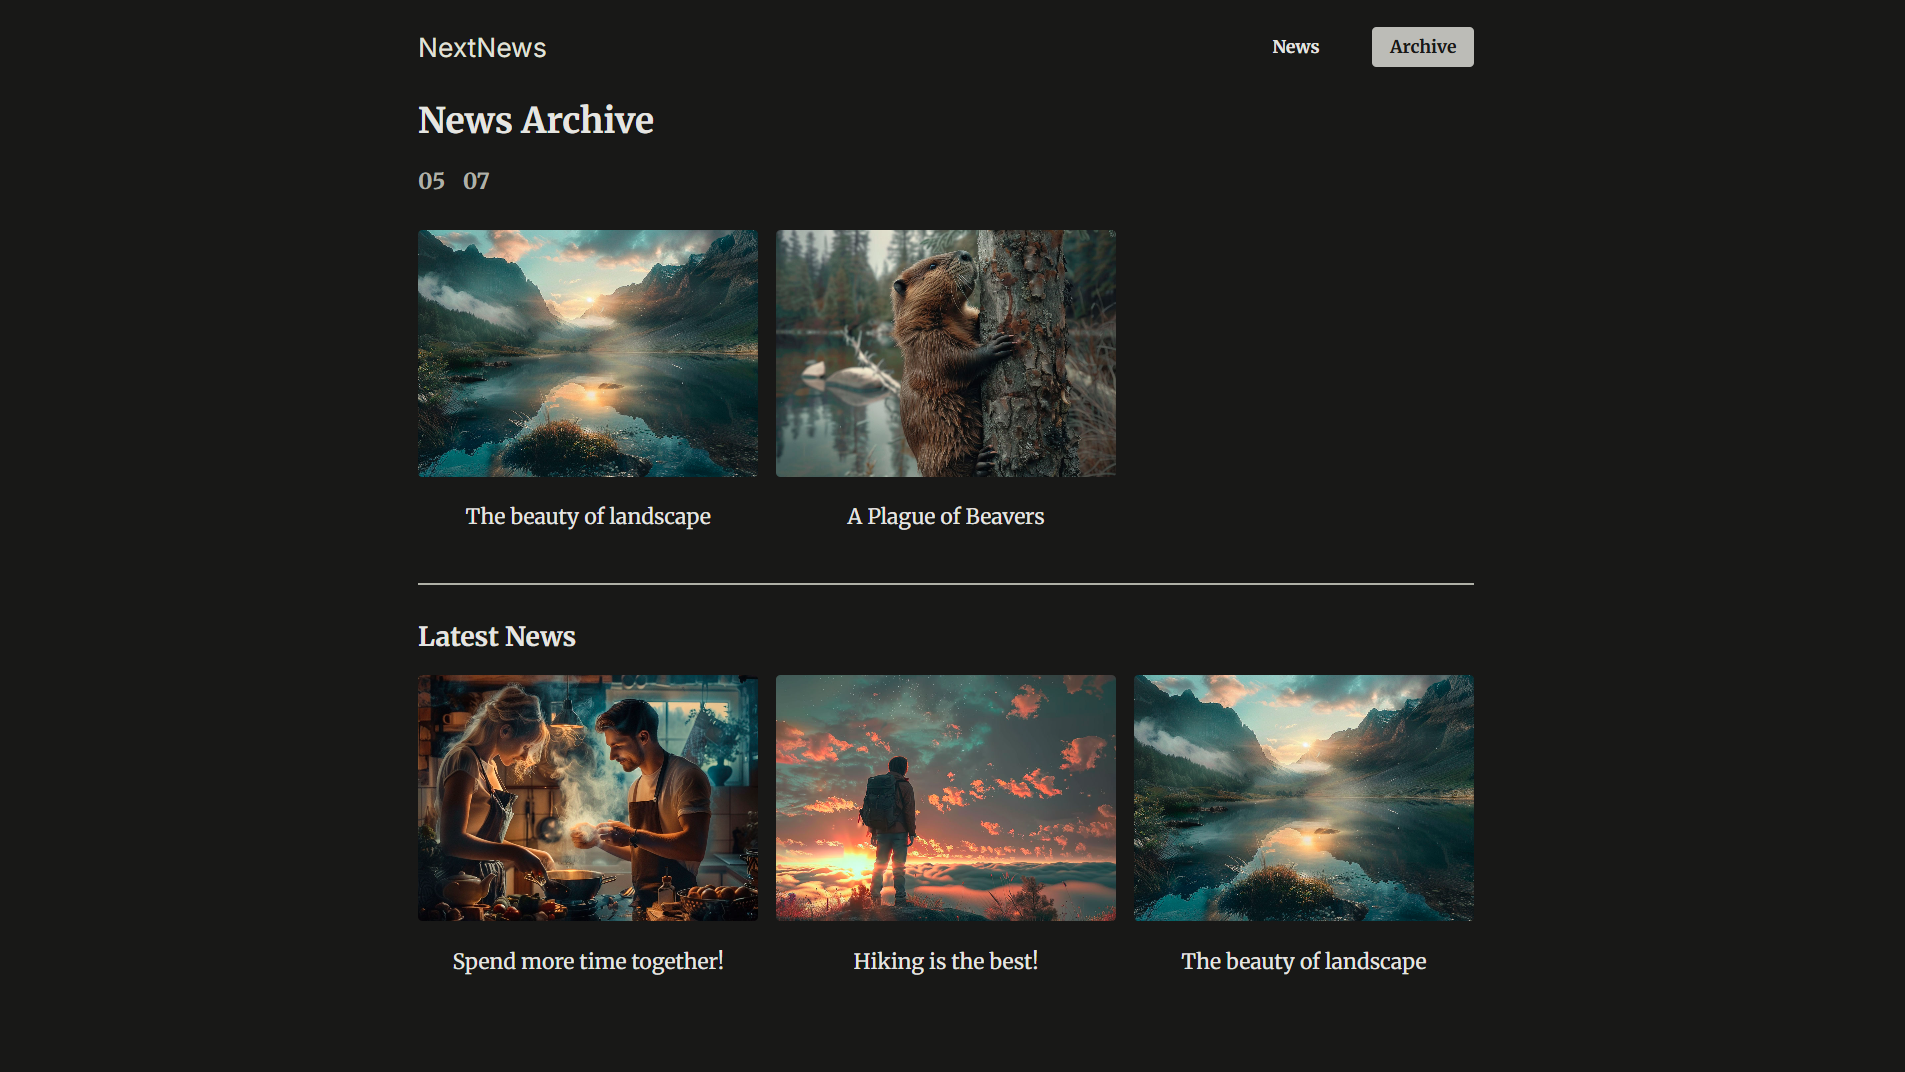 NextNews
News
Archive
News Archive
05 07
The beauty of landscape
A Plague of Beavers
Latest News
Spend more time together!
Hiking is the best!
The beauty of landscape